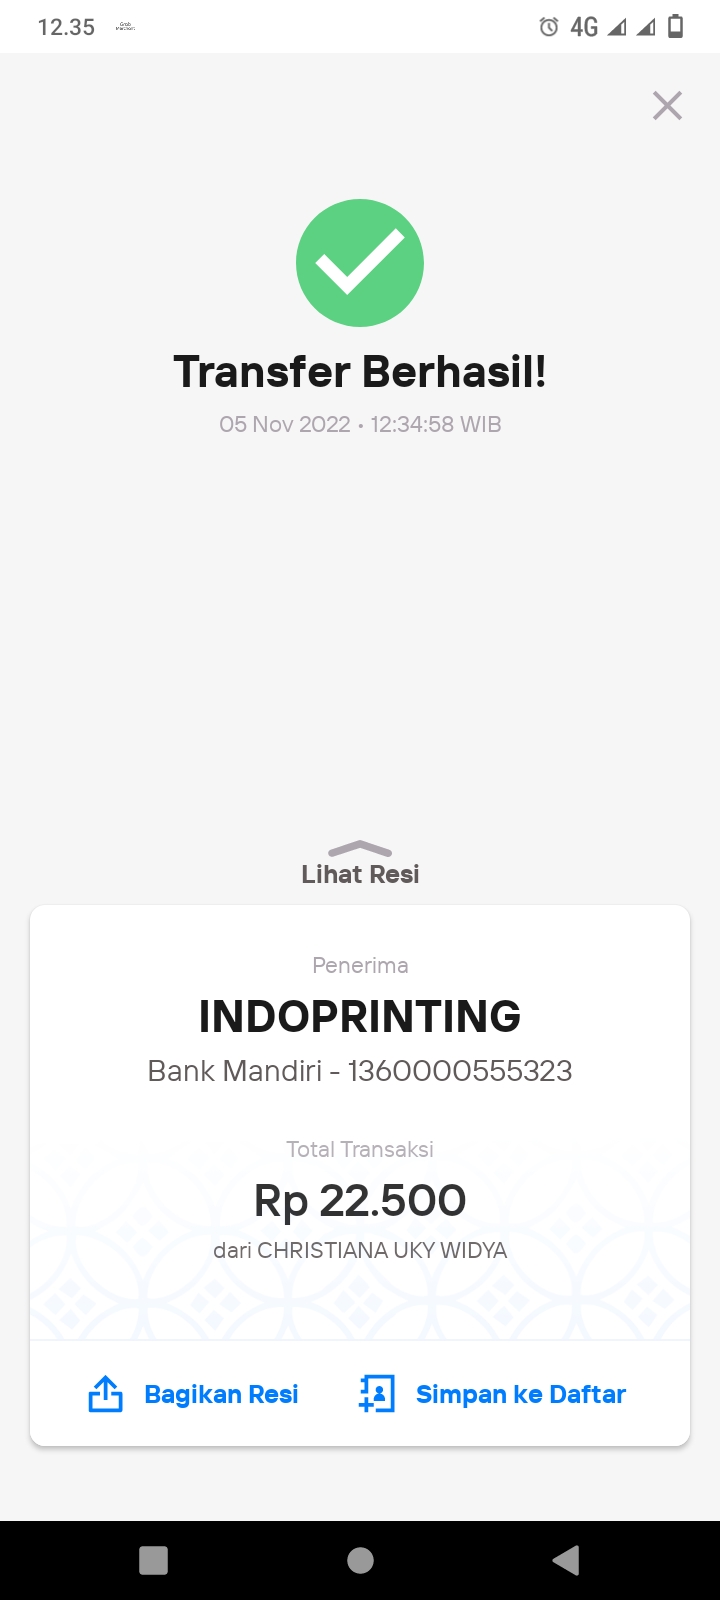 12.35
4G
Transfer Berhasil!
05 Nov 2022 • 12:34:58 WIB
Lihat Resi
Penerima
INDOPRINTING
Bank Mandiri - 1360000555323
Total Transaksi
Rp 22.500
dari CHRISTIANA UKY WIDYA
Bagikan Resi
Simpan ke Daftar